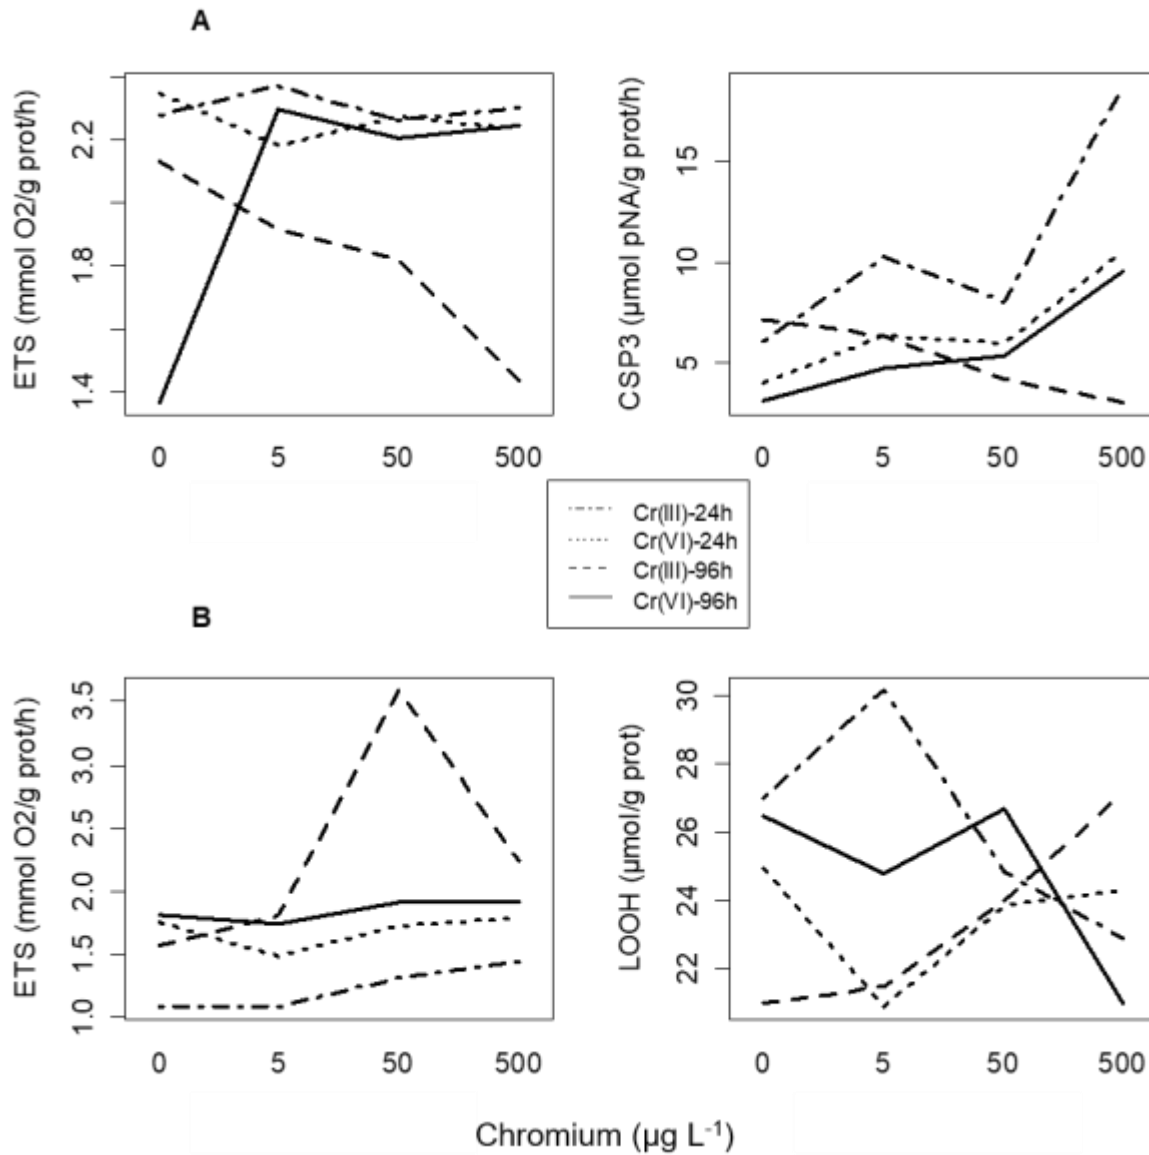 A
ETS (mmol O2/g prot/h)
2.2
1.8
1.4
0 5 50 500
CSP3 (µmol pNA/g prot/h)
15
10
5
0 5 50 500
Cr(III)-24h
Cr(VI)-24h
Cr(III)-96h
Cr(VI)-96h
B
ETS (mmol O2/g prot/h)
3.5
3.0
2.5
2.0
1.5
1.0
0 5 50 500
LOOH (µmol/g prot)
30
28
26
24
22
0 5 50 500
Chromium (µg L⁻¹)